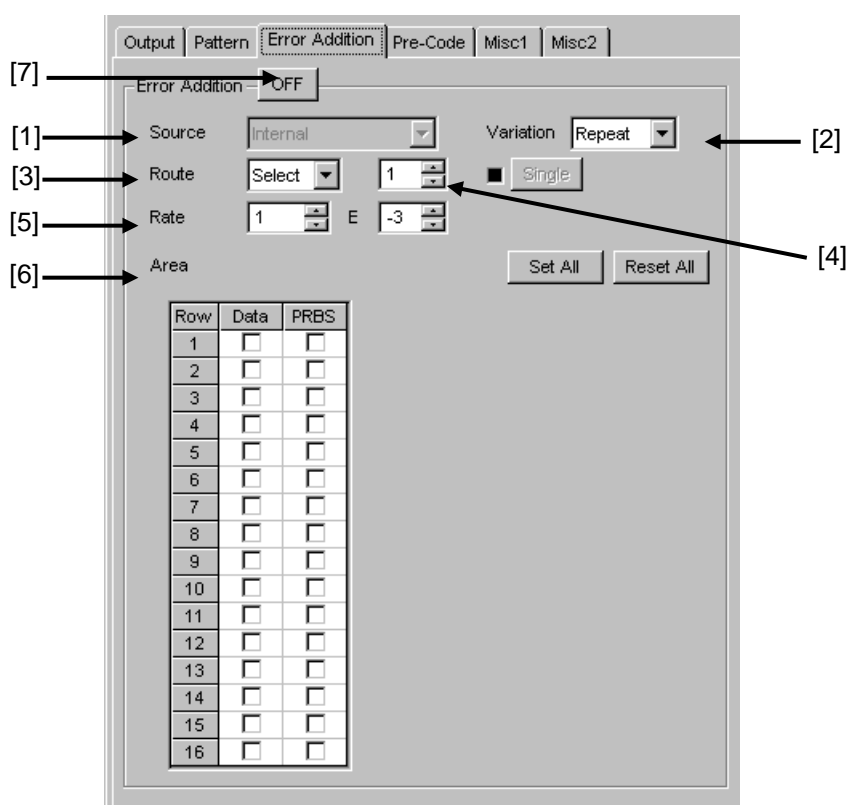 Output Pattern Error Addition Pre-Code Misc1 Misc2
[7] Error Addition OFF
[1] Source Internal Variation Repeat [2]
[3] Route Select 1 Single
[5] Rate 1 E -3 [4]
[6] Area Set All Reset All
Row Data PRBS
1
2
3
4
5
6
7
8
9
10
11
12
13
14
15
16